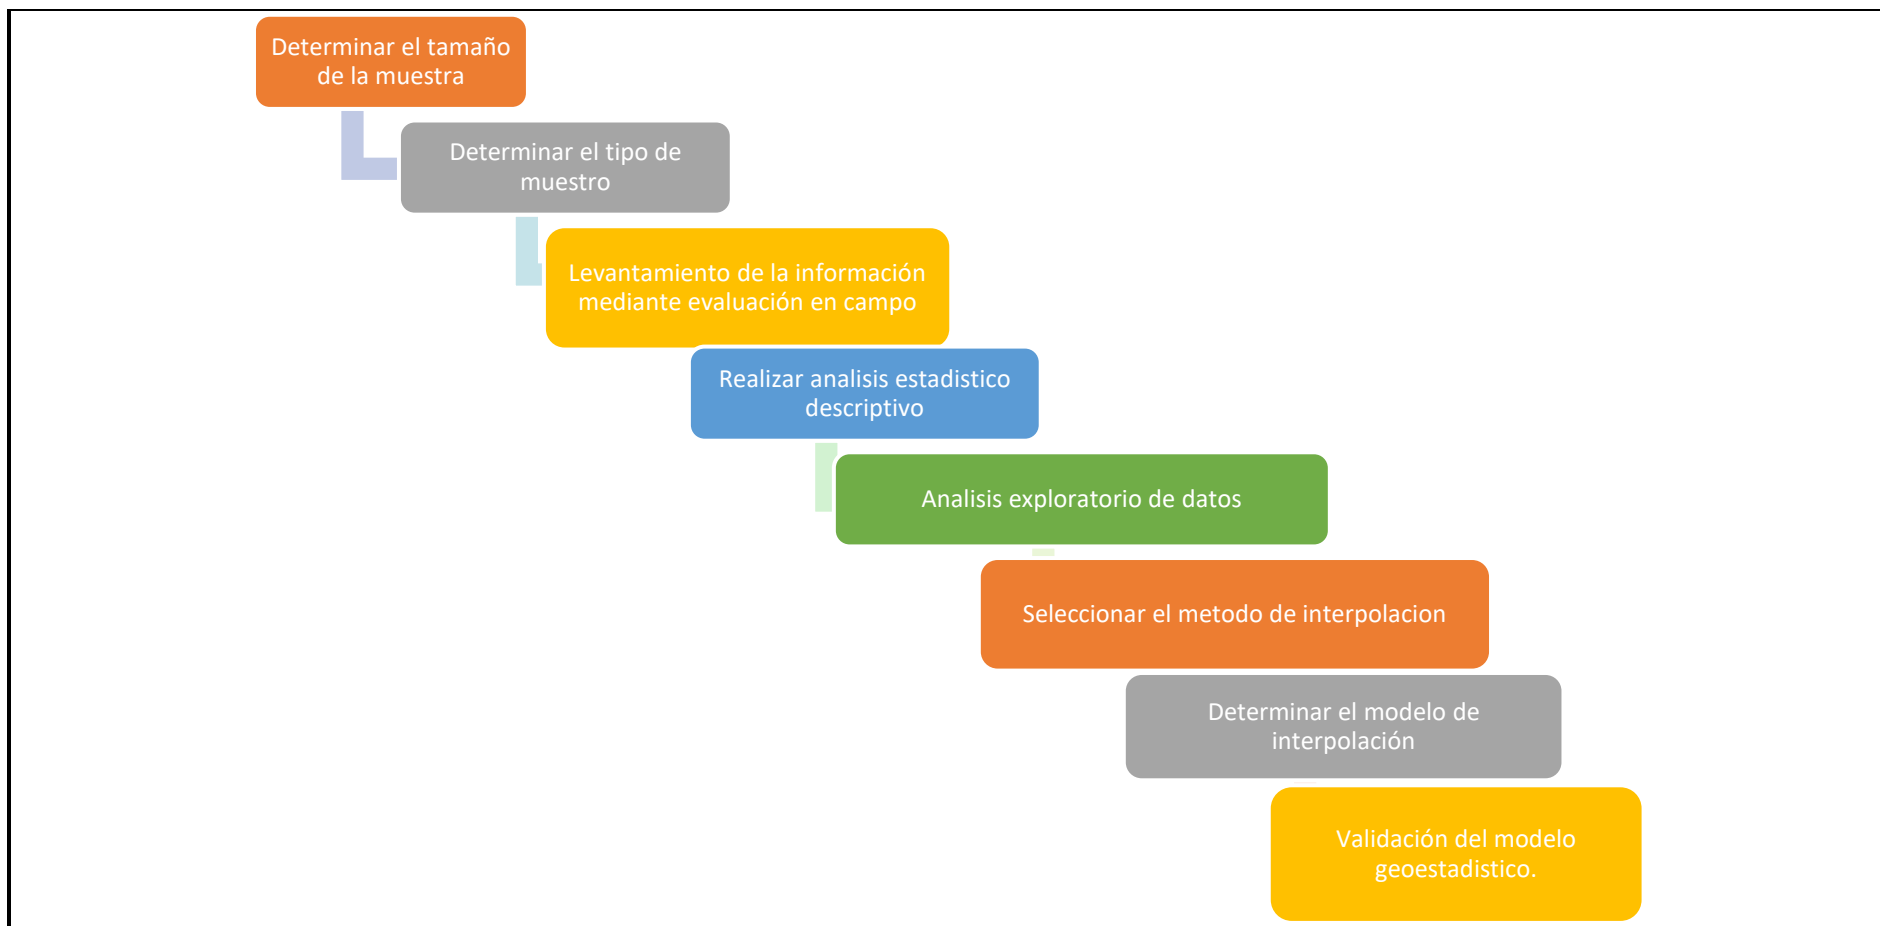 Determinar el tamaño
de la muestra
Determinar el tipo de
muestro
Levantamiento de la información
mediante evaluación en campo
Realizar analisis estadistico
descriptivo
Analisis exploratorio de datos
Seleccionar el metodo de interpolacion
Determinar el modelo de
interpolación
Validación del modelo
geoestadistico.